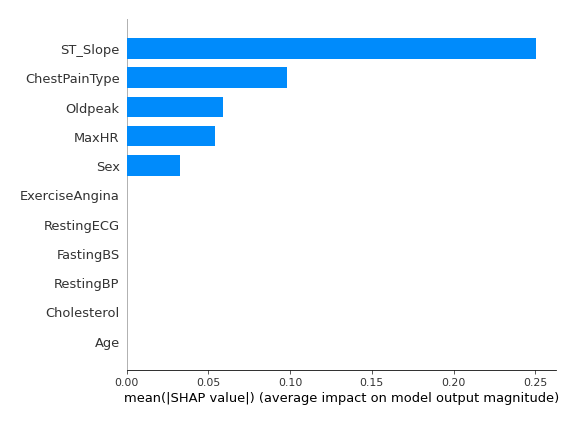 ST_Slope
ChestPainType
Oldpeak
MaxHR
Sex
ExerciseAngina
RestingECG
FastingBS
RestingBP
Cholesterol
Age
0.00 0.05 0.10 0.15 0.20 0.25
mean(|SHAP value|) (average impact on model output magnitude)